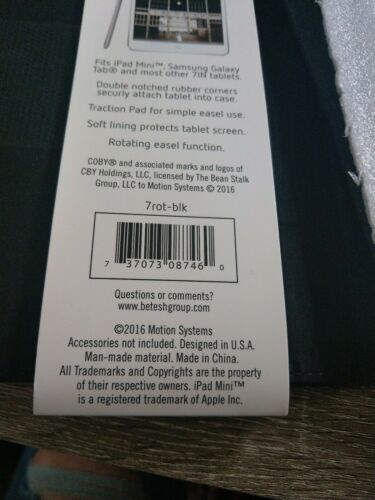 Fits iPad Mini™, Samsung Galaxy
Tab® and most other 7IN tablets.
Double notched rubber corners
securly attach tablet into case.
Traction Pad for simple easel use.
Soft lining protects tablet screen.
Rotating easel function.
COBY® and associated marks and logos of
CBY Holdings, LLC, licensed by The Bean Stalk
Group, LLC to Motion Systems © 2016
7rot-blk
7 37073 08746 0
Questions or comments?
www.beteshgroup.com
©2016 Motion Systems
Accessories not included. Designed in U.S.A.
Man-made material. Made in China.
All Trademarks and Copyrights are the property
of their respective owners. iPad Mini™
is a registered trademark of Apple Inc.